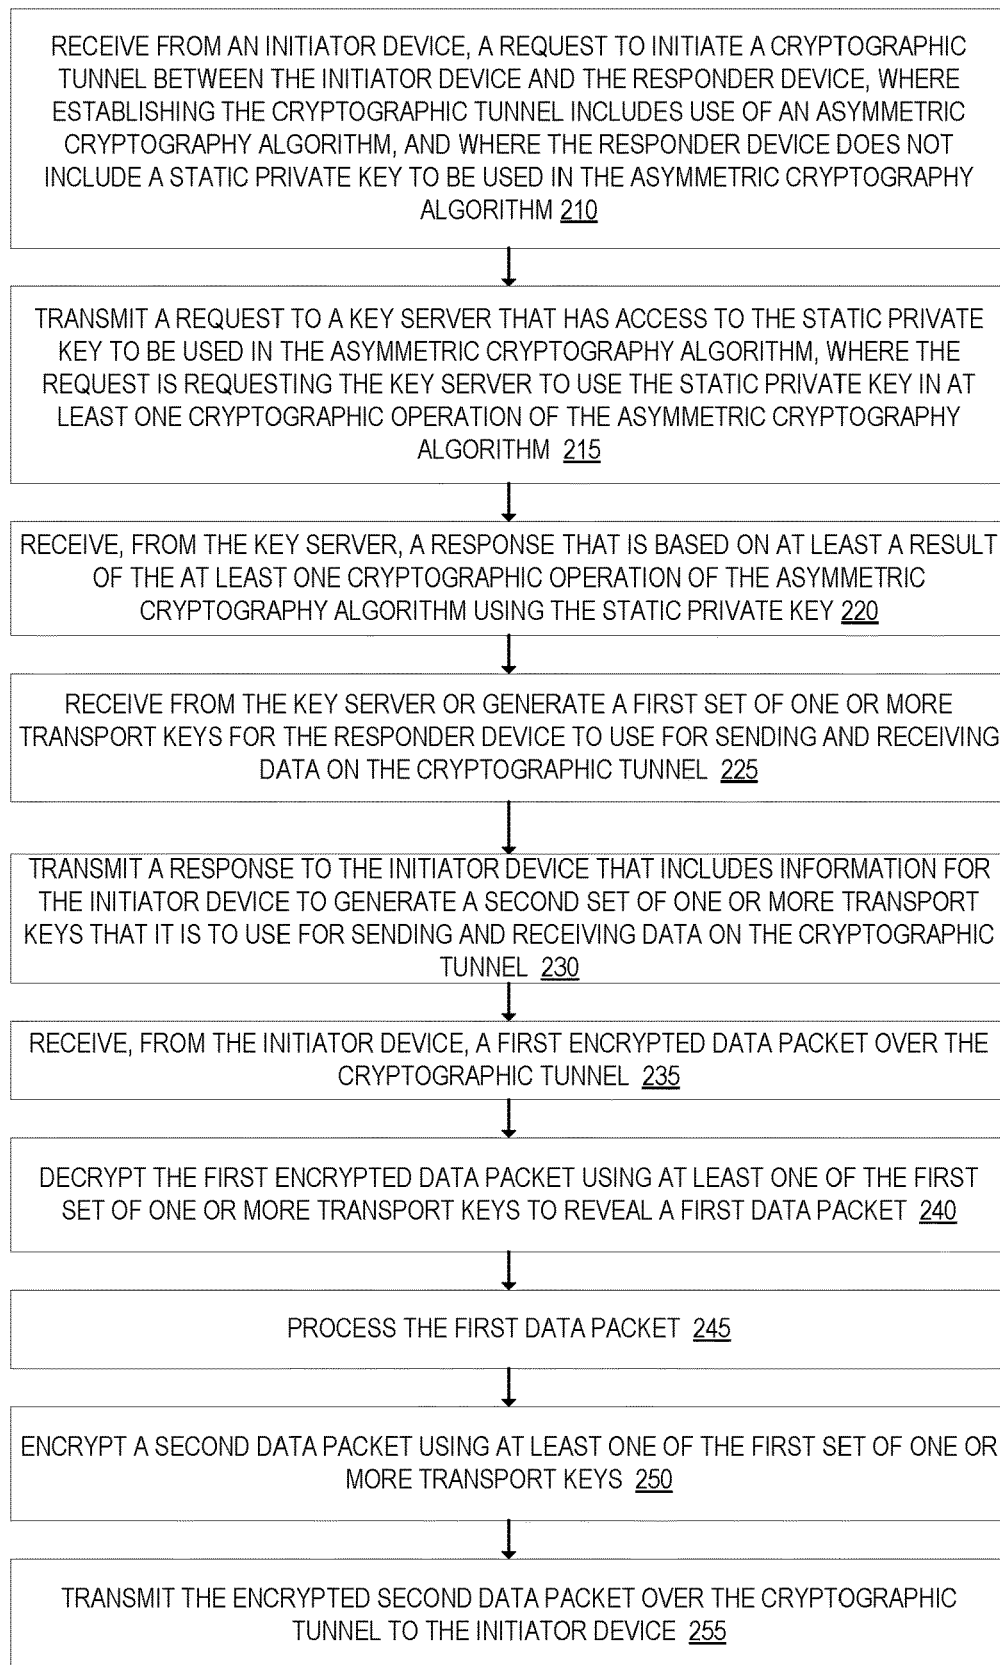 RECEIVE FROM AN INITIATOR DEVICE, A REQUEST TO INITIATE A CRYPTOGRAPHIC
TUNNEL BETWEEN THE INITIATOR DEVICE AND THE RESPONDER DEVICE, WHERE
ESTABLISHING THE CRYPTOGRAPHIC TUNNEL INCLUDES USE OF AN ASYMMETRIC
CRYPTOGRAPHY ALGORITHM, AND WHERE THE RESPONDER DEVICE DOES NOT
INCLUDE A STATIC PRIVATE KEY TO BE USED IN THE ASYMMETRIC CRYPTOGRAPHY
ALGORITHM 210
TRANSMIT A REQUEST TO A KEY SERVER THAT HAS ACCESS TO THE STATIC PRIVATE
KEY TO BE USED IN THE ASYMMETRIC CRYPTOGRAPHY ALGORITHM, WHERE THE
REQUEST IS REQUESTING THE KEY SERVER TO USE THE STATIC PRIVATE KEY IN AT
LEAST ONE CRYPTOGRAPHIC OPERATION OF THE ASYMMETRIC CRYPTOGRAPHY
ALGORITHM 215
RECEIVE, FROM THE KEY SERVER, A RESPONSE THAT IS BASED ON AT LEAST A RESULT
OF THE AT LEAST ONE CRYPTOGRAPHIC OPERATION OF THE ASYMMETRIC
CRYPTOGRAPHY ALGORITHM USING THE STATIC PRIVATE KEY 220
RECEIVE FROM THE KEY SERVER OR GENERATE A FIRST SET OF ONE OR MORE
TRANSPORT KEYS FOR THE RESPONDER DEVICE TO USE FOR SENDING AND RECEIVING
DATA ON THE CRYPTOGRAPHIC TUNNEL 225
TRANSMIT A RESPONSE TO THE INITIATOR DEVICE THAT INCLUDES INFORMATION FOR
THE INITIATOR DEVICE TO GENERATE A SECOND SET OF ONE OR MORE TRANSPORT
KEYS THAT IT IS TO USE FOR SENDING AND RECEIVING DATA ON THE CRYPTOGRAPHIC
TUNNEL 230
RECEIVE, FROM THE INITIATOR DEVICE, A FIRST ENCRYPTED DATA PACKET OVER THE
CRYPTOGRAPHIC TUNNEL 235
DECRYPT THE FIRST ENCRYPTED DATA PACKET USING AT LEAST ONE OF THE FIRST
SET OF ONE OR MORE TRANSPORT KEYS TO REVEAL A FIRST DATA PACKET 240
PROCESS THE FIRST DATA PACKET 245
ENCRYPT A SECOND DATA PACKET USING AT LEAST ONE OF THE FIRST SET OF ONE OR
MORE TRANSPORT KEYS 250
TRANSMIT THE ENCRYPTED SECOND DATA PACKET OVER THE CRYPTOGRAPHIC
TUNNEL TO THE INITIATOR DEVICE 255